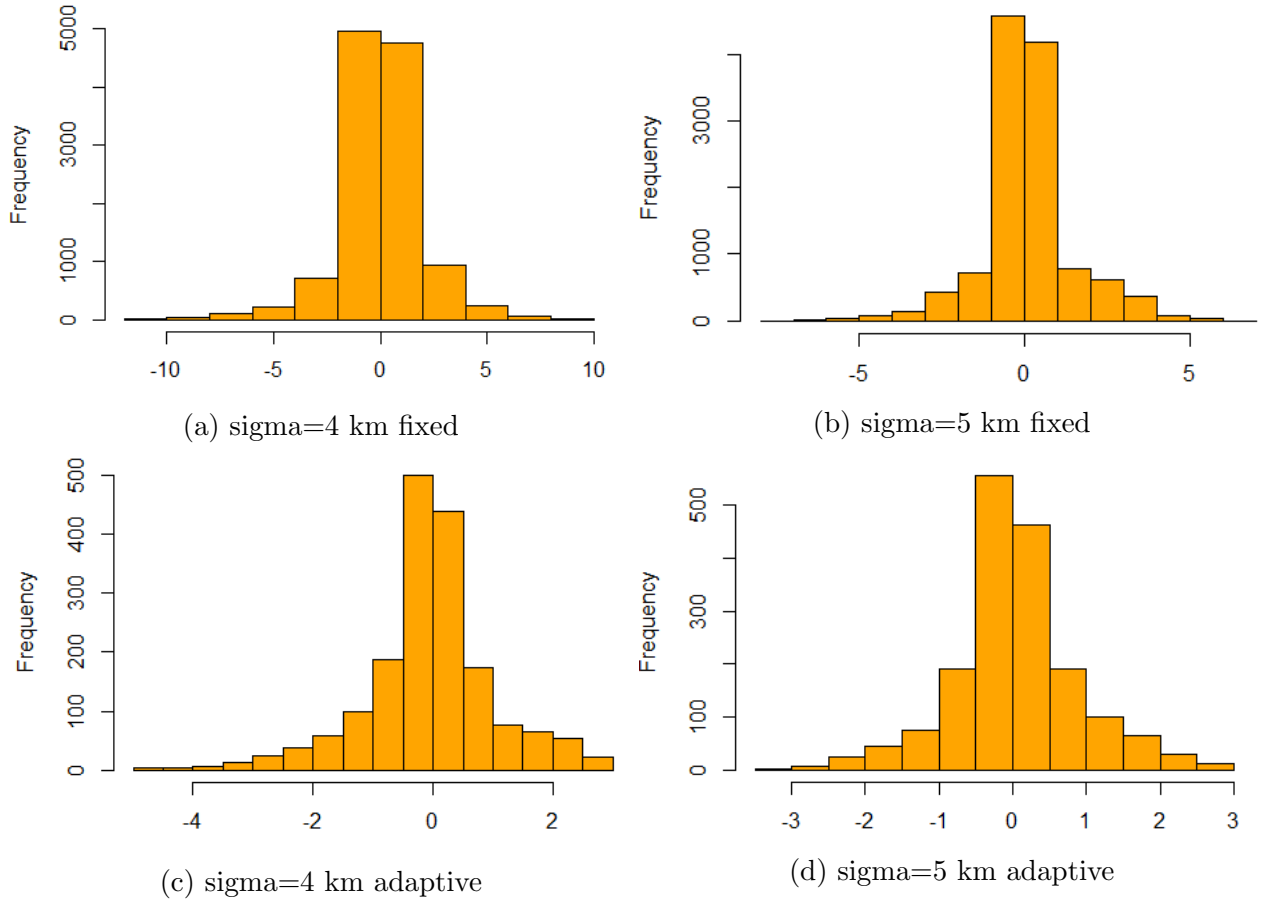 Frequency
5000
3000
1000
0
-10 -5 0 5 10
(a) sigma=4 km fixed
Frequency
3000
1000
0
-5 0 5
(b) sigma=5 km fixed
Frequency
500
400
300
200
100
0
-4 -2 0 2
(c) sigma=4 km adaptive
Frequency
500
300
100
0
-3 -2 -1 0 1 2 3
(d) sigma=5 km adaptive